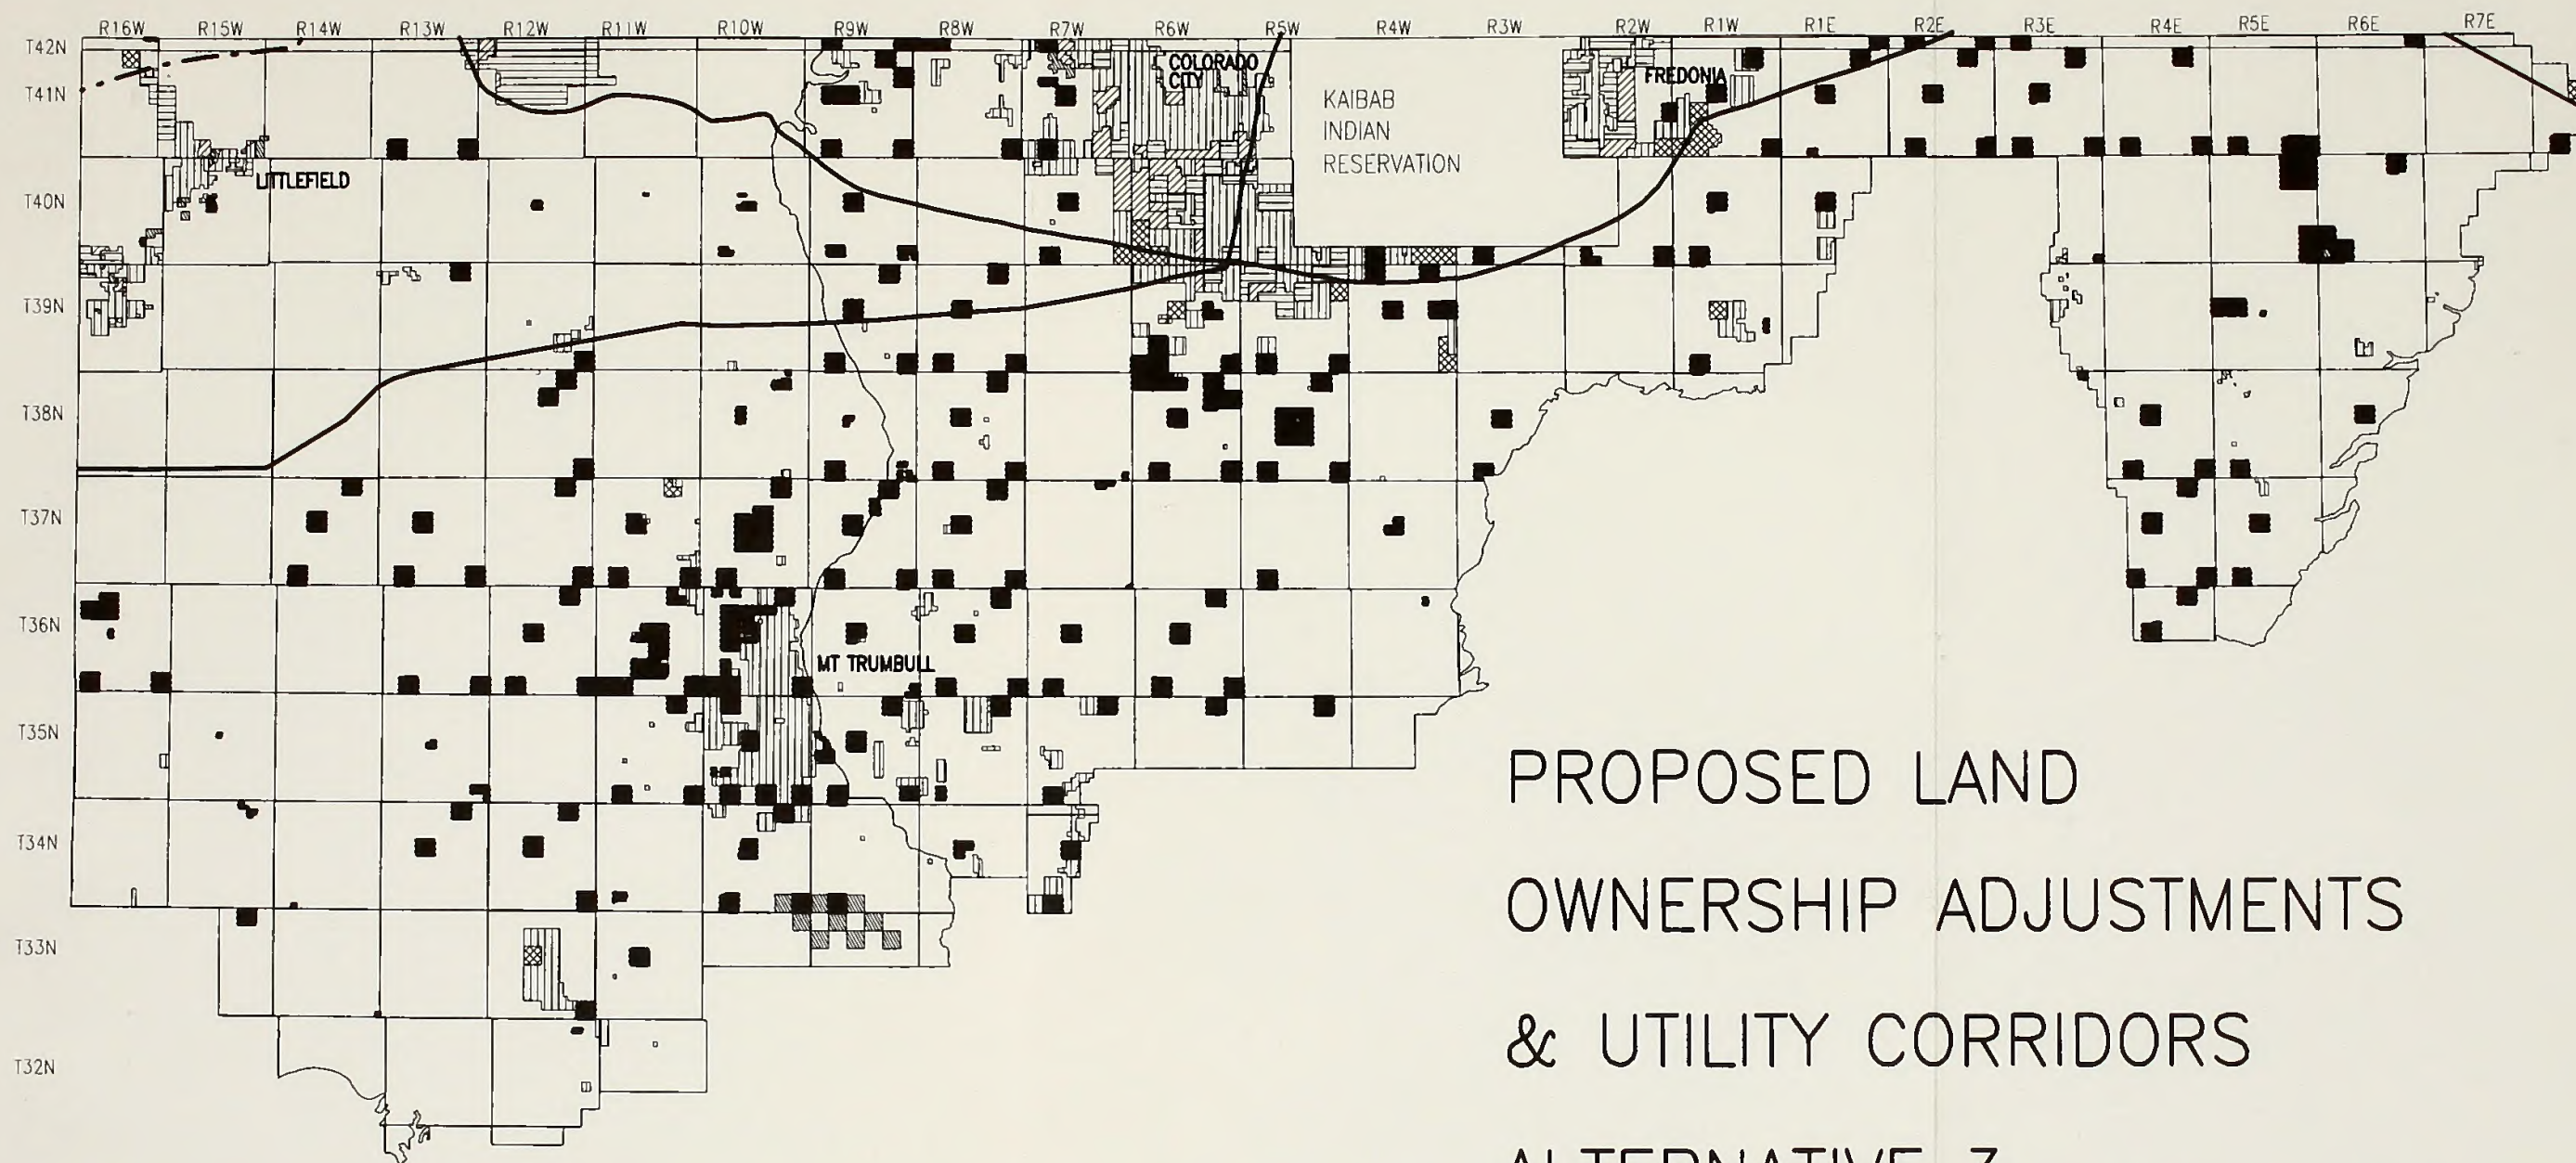 R16W R15W R14W R13W R12W R11W R10W R9W R8W R7W R6W R5W R4W R3W R2W R1W R1E R2E R3E R4E R5E R6E R7E
T42N
T41N
T40N
T39N
T38N
T37N
T36N
T35N
T34N
T33N
T32N
COLORADO
CITY
FREDONIA
KAIBAB
INDIAN
RESERVATION
LITTLEFIELD
MT TRUMBULL
PROPOSED LAND
OWNERSHIP ADJUSTMENTS
& UTILITY CORRIDORS
ALTERNATIVE 3